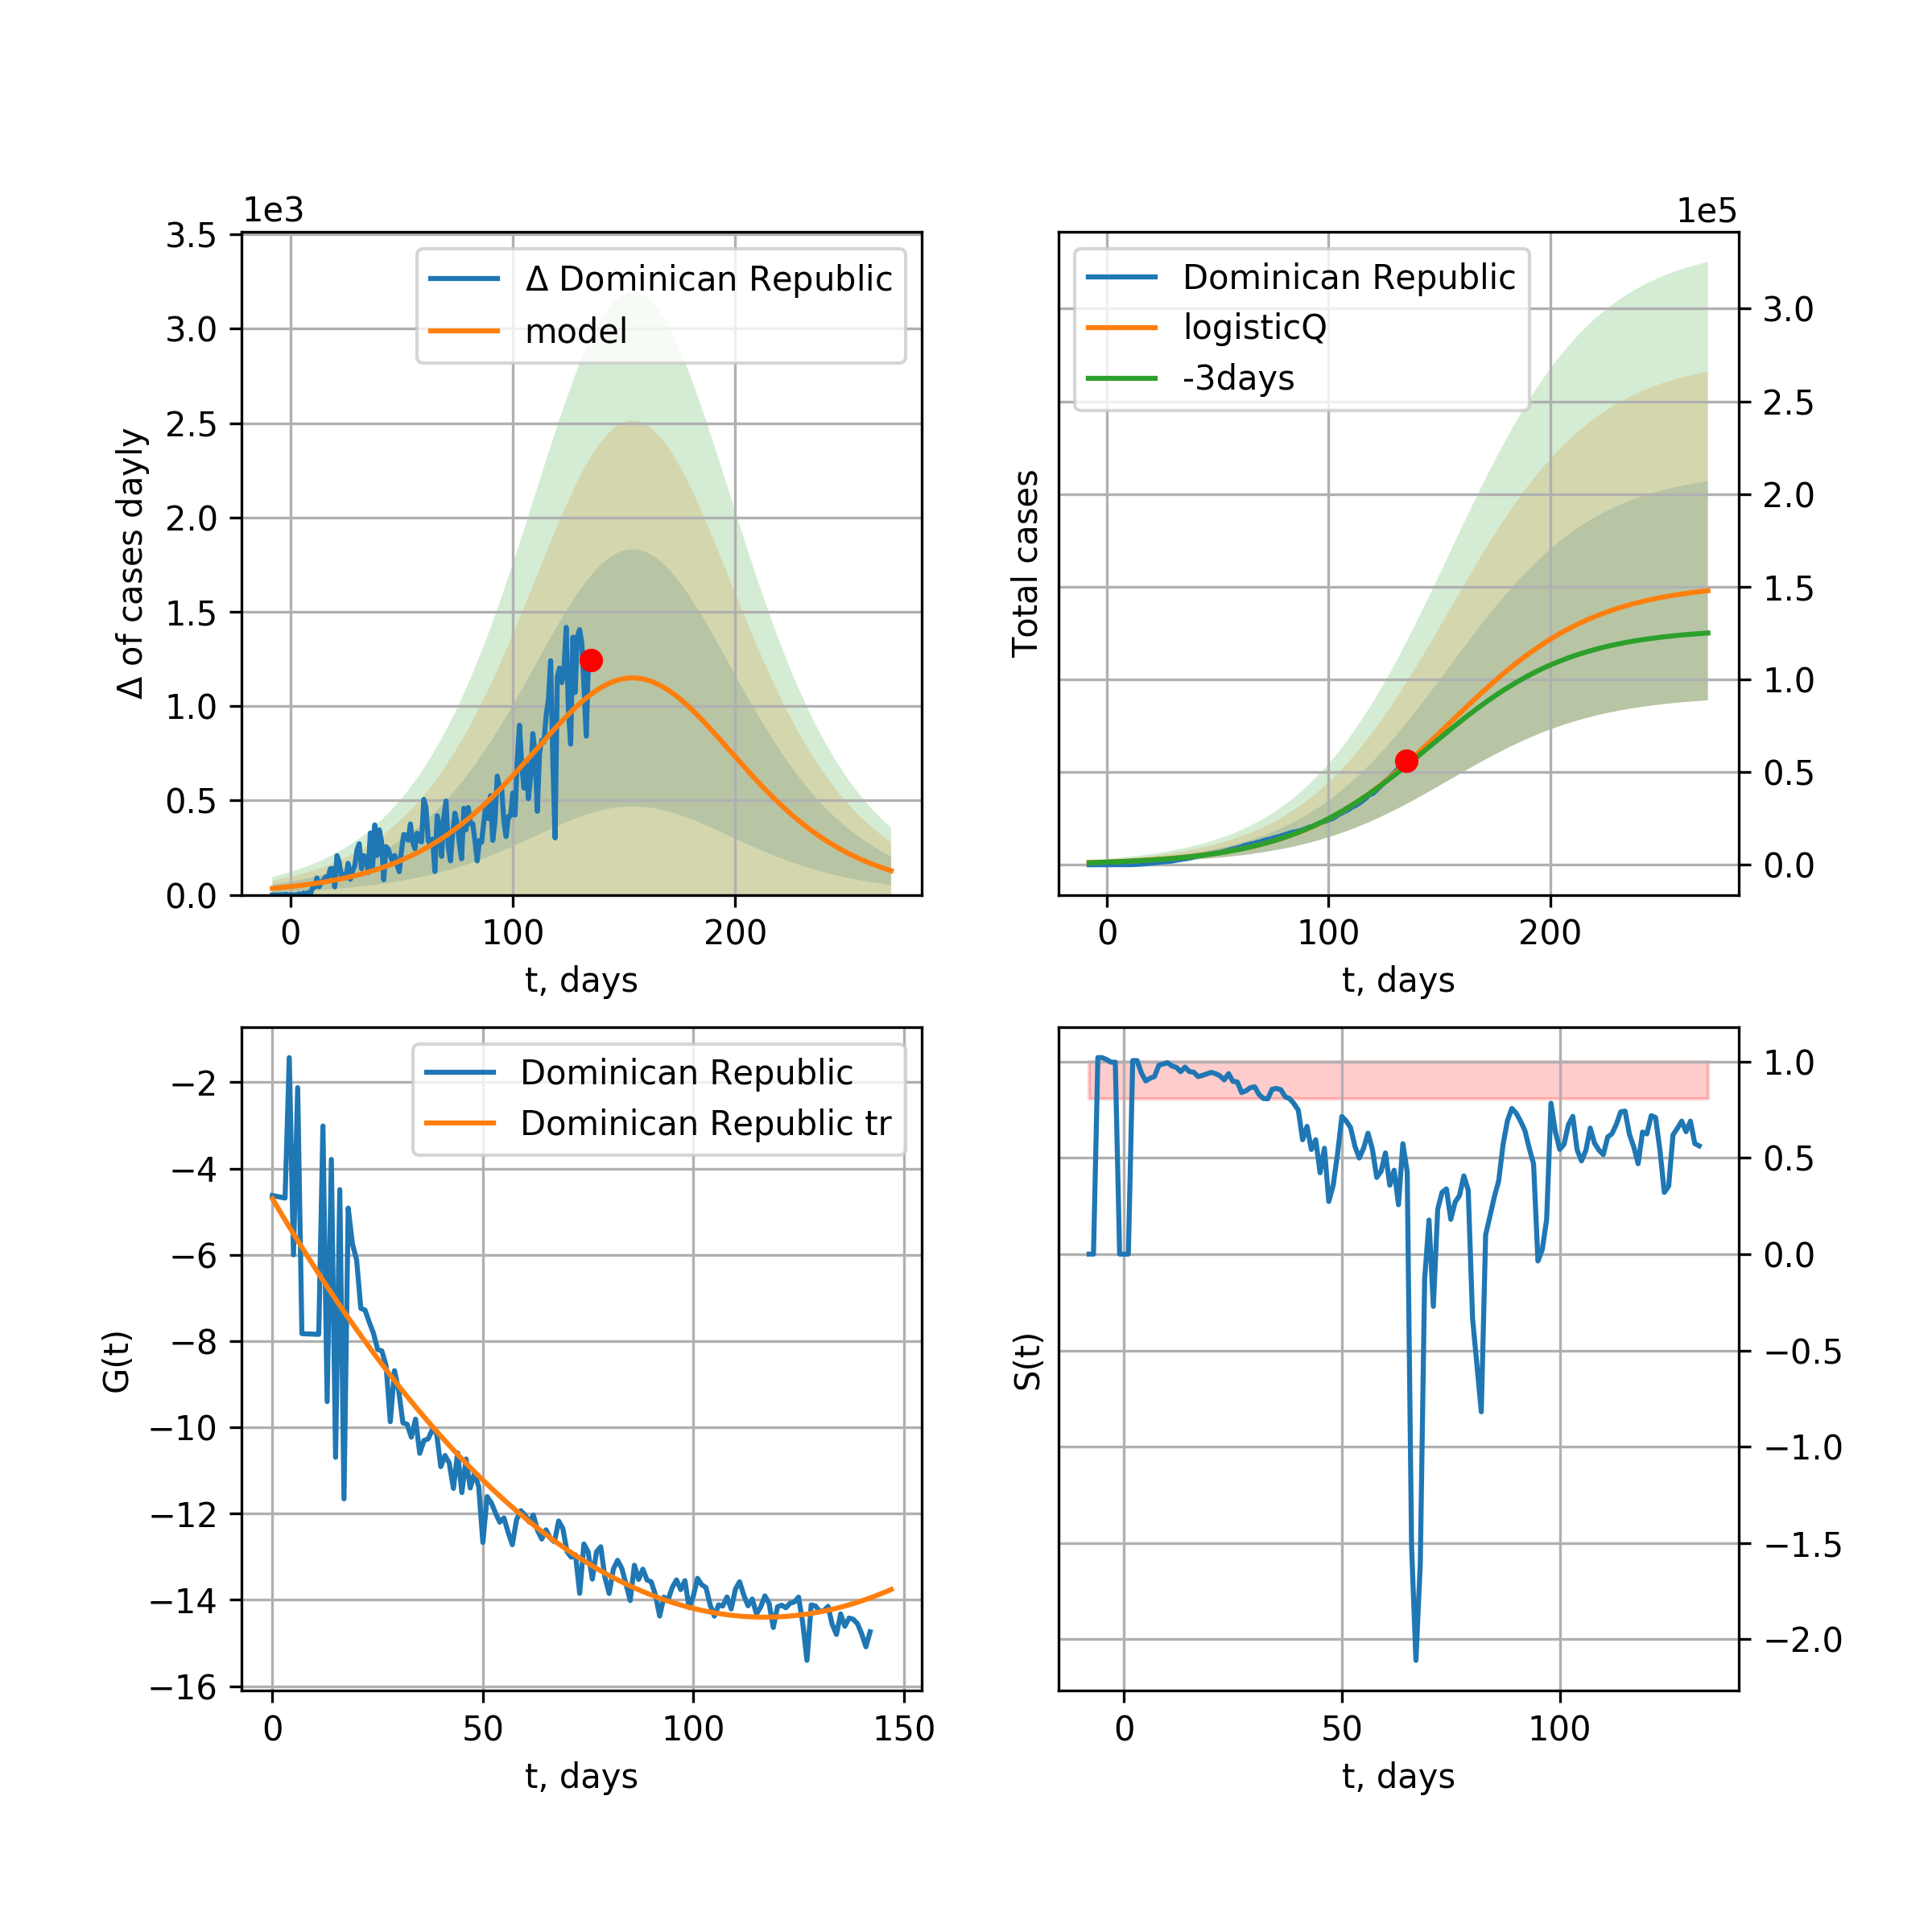 1e3
3.5
3.0
2.5
2.0
1.5
1.0
0.5
0.0
Δ of cases dayly
Δ Dominican Republic
model
0 100 200
t, days
1e5
Total cases
Dominican Republic
logisticQ
-3days
3.0
2.5
2.0
1.5
1.0
0.5
0.0
0 100 200
t, days
−2
−4
−6
−8
−10
−12
−14
−16
G(t)
Dominican Republic
Dominican Republic tr
0 50 100 150
t, days
S(t)
1.0
0.5
0.0
−0.5
−1.0
−1.5
−2.0
0 50 100
t, days